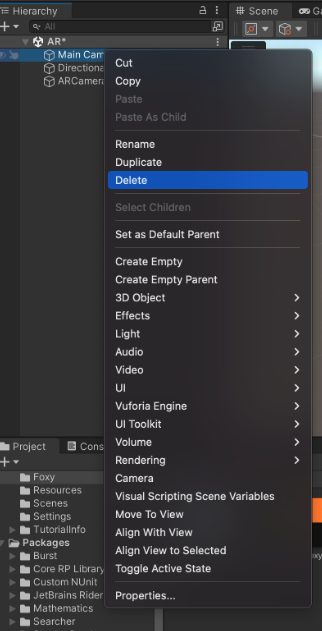 Hierarchy
Scene
Ga
All
AR*
Main Cam
Directiona
ARCamera
Cut
Copy
Paste
Paste As Child
Rename
Duplicate
Delete
Select Children
Set as Default Parent
Create Empty
Create Empty Parent
3D Object
Effects
Light
Audio
Video
UI
Vuforia Engine
UI Toolkit
Volume
Rendering
Camera
Visual Scripting Scene Variables
Move To View
Align With View
Align View to Selected
Toggle Active State
Properties...
Project
Cons
Foxy
Resources
Scenes
Settings
TutorialInfo
Packages
Burst
Core RP Library
Custom NUnit
JetBrains Rider
Mathematics
Searcher
oxy